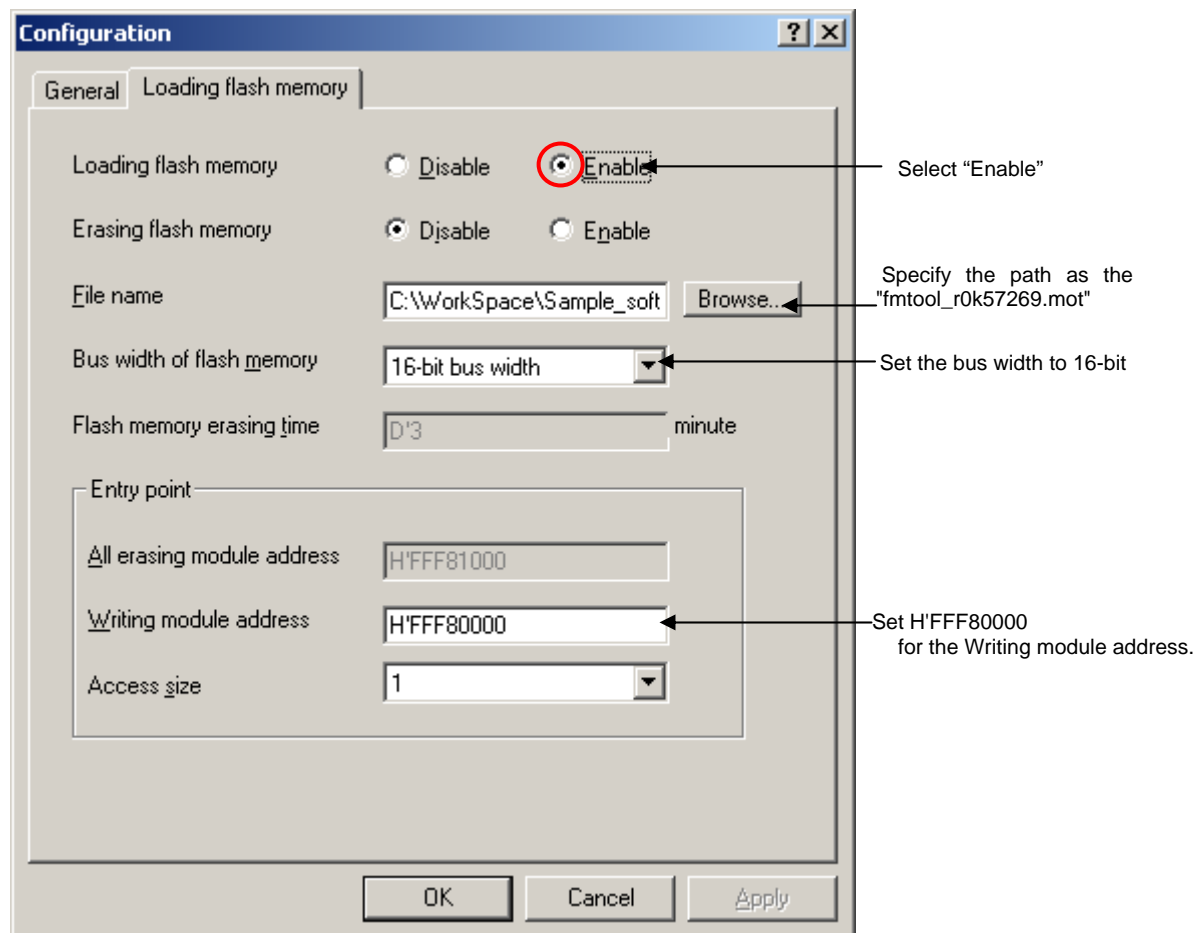 Configuration
General Loading flash memory
Loading flash memory Disable Enable
Select “Enable”
Erasing flash memory Disable Enable
File name C:\WorkSpace\Sample_soft Browse...
Specify the path as the
"fmtool_r0k57269.mot"
Bus width of flash memory 16-bit bus width
Set the bus width to 16-bit
Flash memory erasing time D'3 minute
Entry point
All erasing module address H'FFF81000
Writing module address H'FFF80000
Set H'FFF80000
for the Writing module address.
Access size 1
OK Cancel Apply